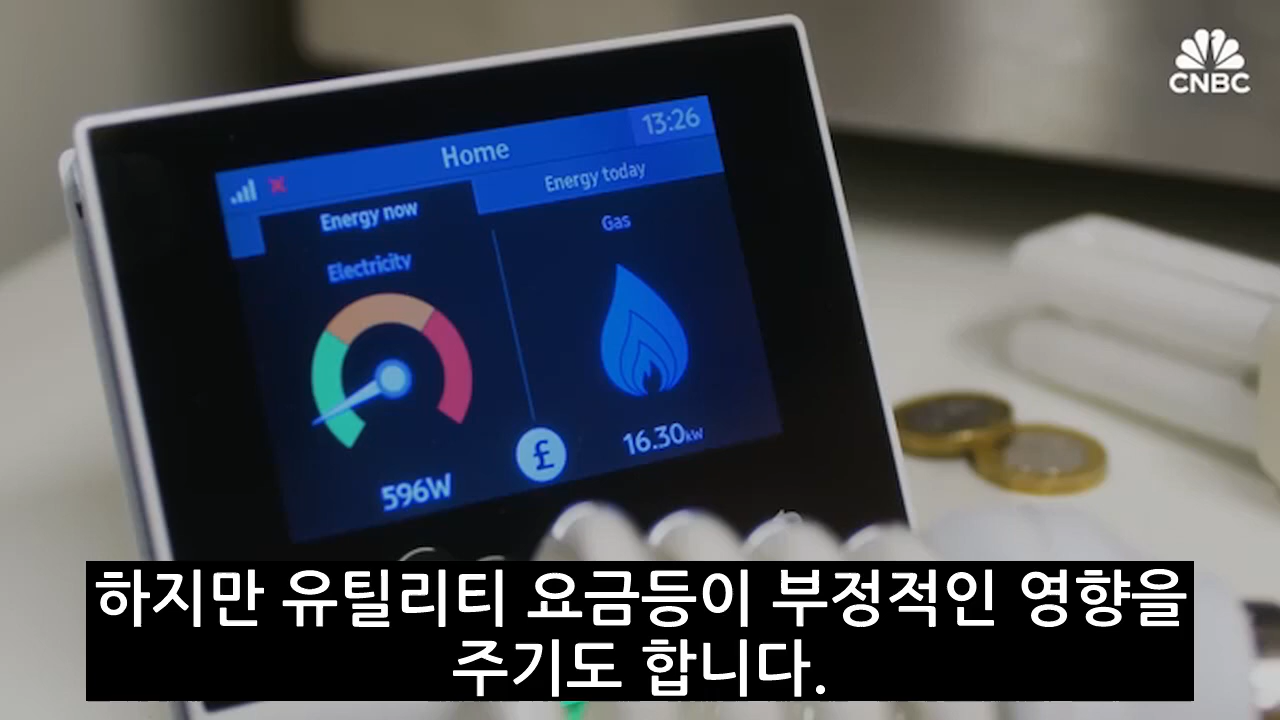 CNBC
13:26
Home
Energy now
Energy today
Electricity
Gas
596W
£
16.30kW
하지만 유틸리티 요금등이 부정적인 영향을
주기도 합니다.